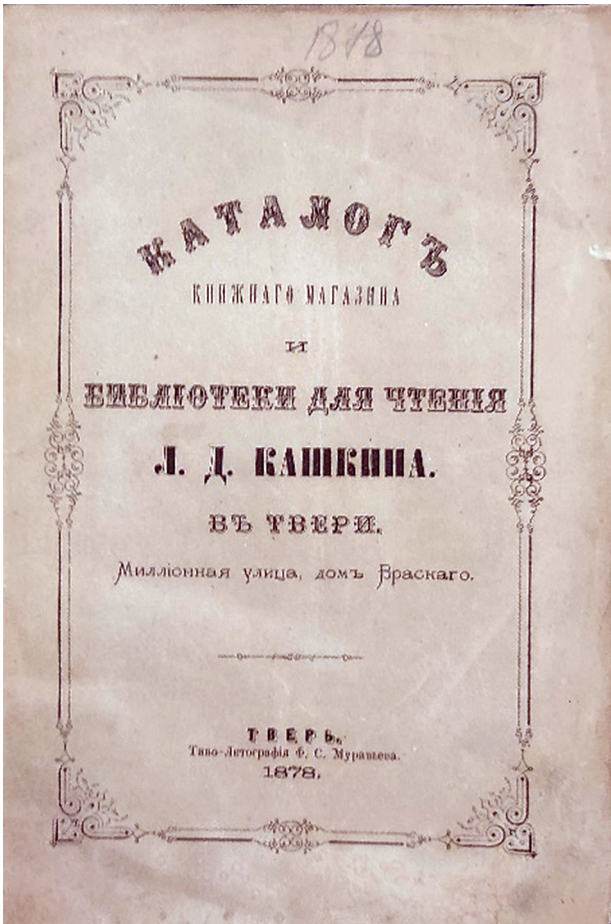 1878
КАТАЛОГЪ
КНИЖНАГО МАГАЗИНА
И
БИБЛІОТЕКИ ДЛЯ ЧТЕНІЯ
Л. Д. КАШКИНА.
ВЪ ТВЕРИ.
Милліонная улица, домъ Враскаго.
ТВЕРЬ.
Типо-Литографія Ф. С. Муравьева.
1878.